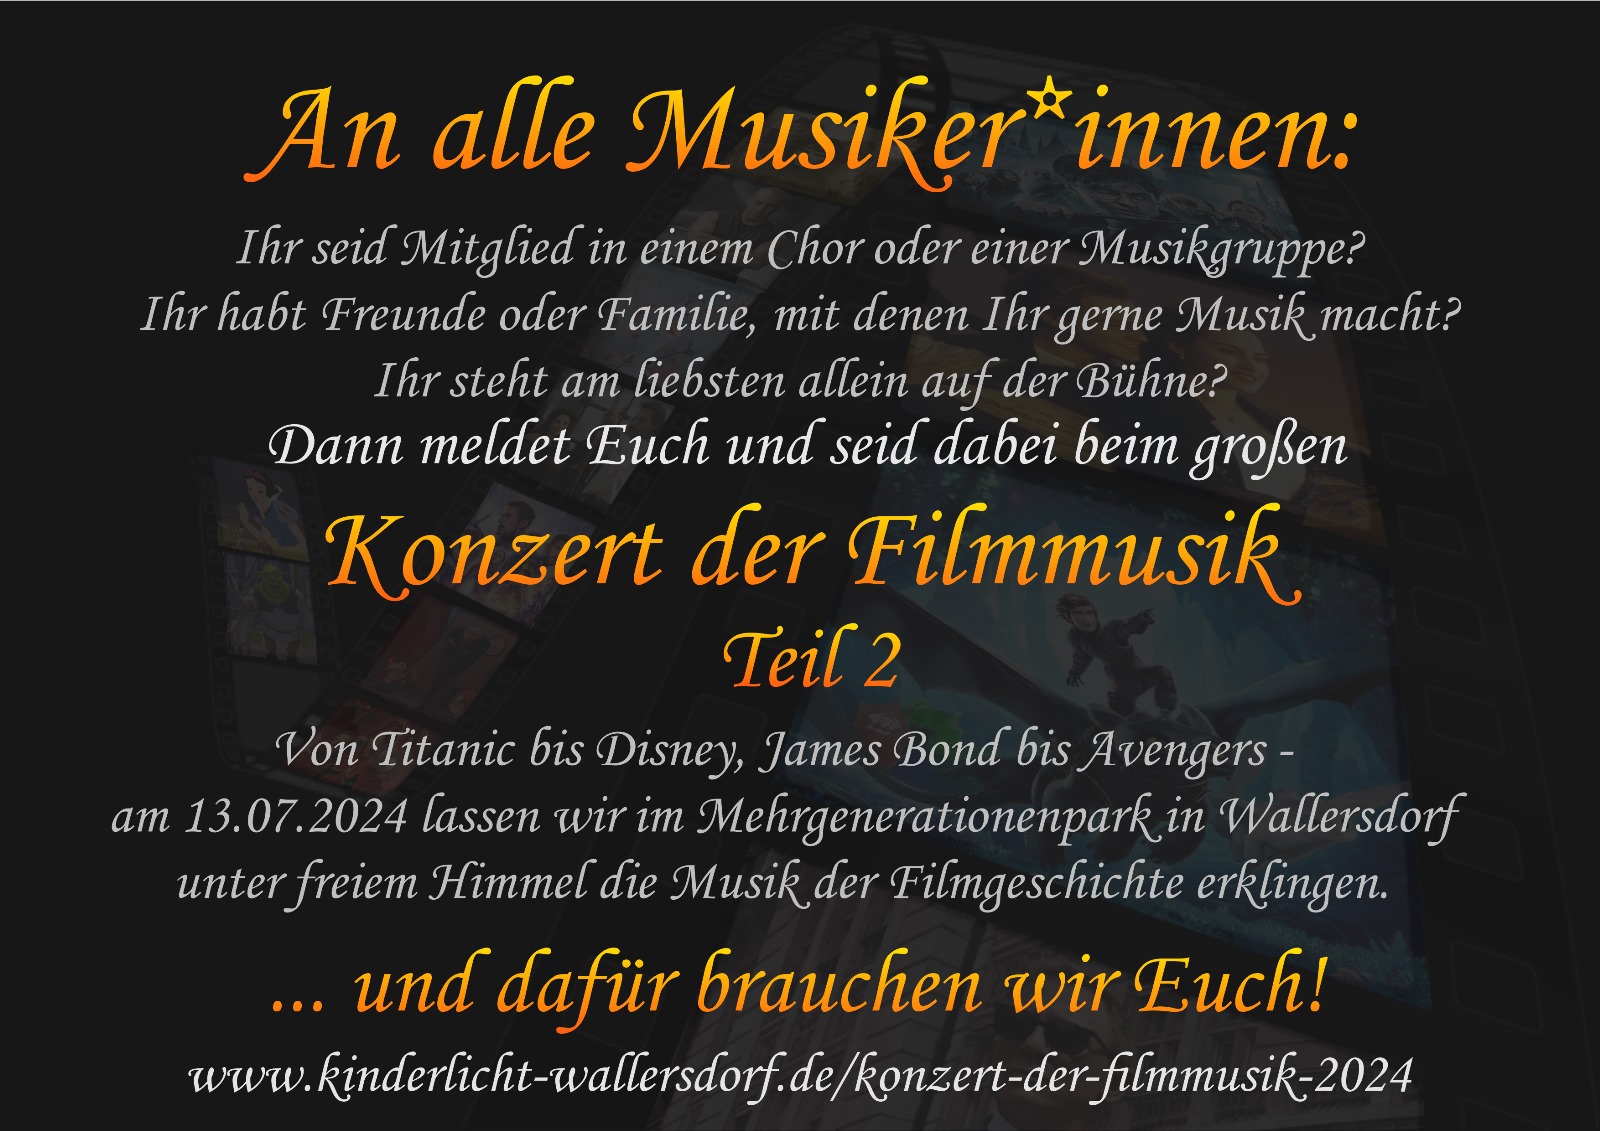 An alle Musiker*innen:
Ihr seid Mitglied in einem Chor oder einer Musikgruppe?
Ihr habt Freunde oder Familie, mit denen Ihr gerne Musik macht?
Ihr steht am liebsten allein auf der Bühne?
Dann meldet Euch und seid dabei beim großen
Konzert der Filmmusik
Teil 2
Von Titanic bis Disney, James Bond bis Avengers -
am 13.07.2024 lassen wir im Mehrgenerationenpark in Wallersdorf
unter freiem Himmel die Musik der Filmgeschichte erklingen.
... und dafür brauchen wir Euch!
www.kinderlicht-wallersdorf.de/konzert-der-filmmusik-2024